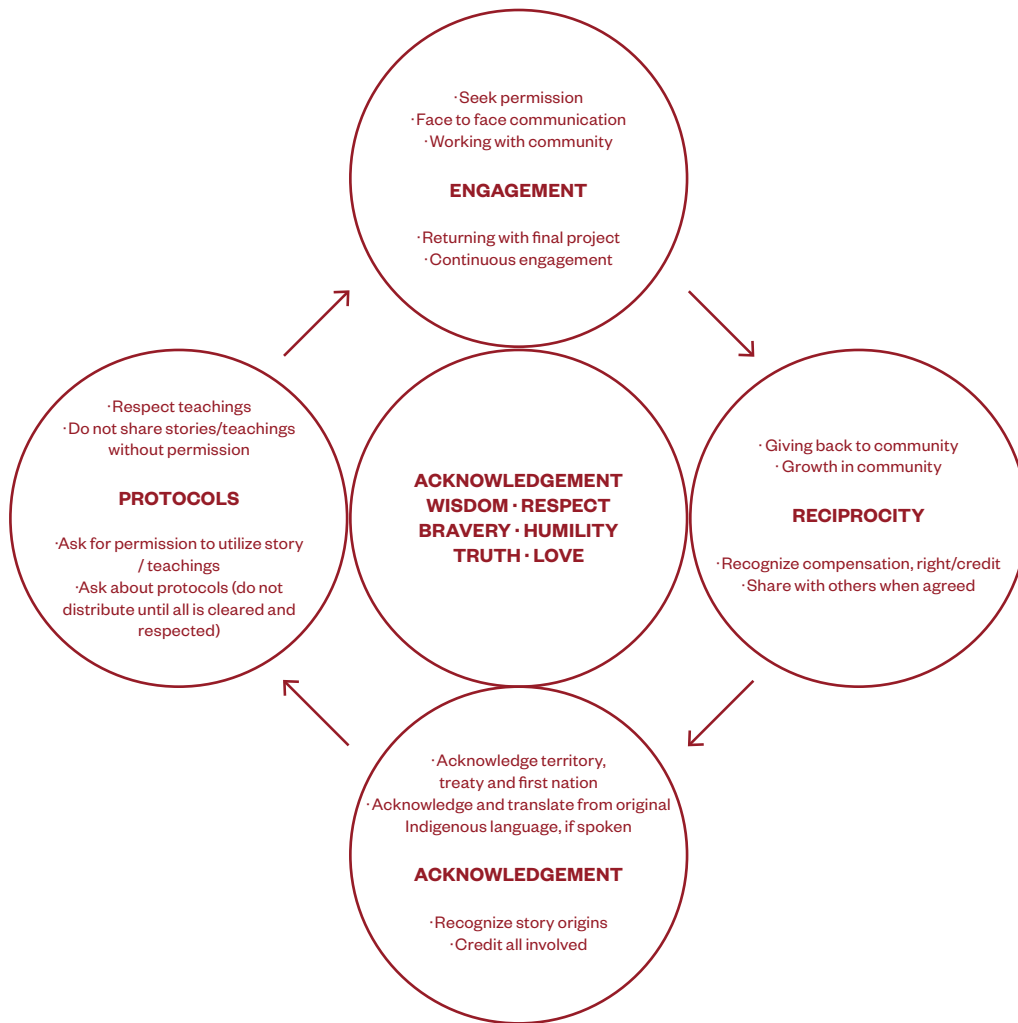 ·Seek permission
·Face to face communication
·Working with community
ENGAGEMENT
·Returning with final project
·Continuous engagement
·Respect teachings
·Do not share stories/teachings
without permission
PROTOCOLS
·Ask for permission to utilize story
/ teachings
·Ask about protocols (do not
distribute until all is cleared and
respected)
ACKNOWLEDGEMENT
WISDOM · RESPECT
BRAVERY · HUMILITY
TRUTH · LOVE
·Giving back to community
·Growth in community
RECIPROCITY
·Recognize compensation, right/credit
·Share with others when agreed
·Acknowledge territory,
treaty and first nation
·Acknowledge and translate from original
Indigenous language, if spoken
ACKNOWLEDGEMENT
·Recognize story origins
·Credit all involved